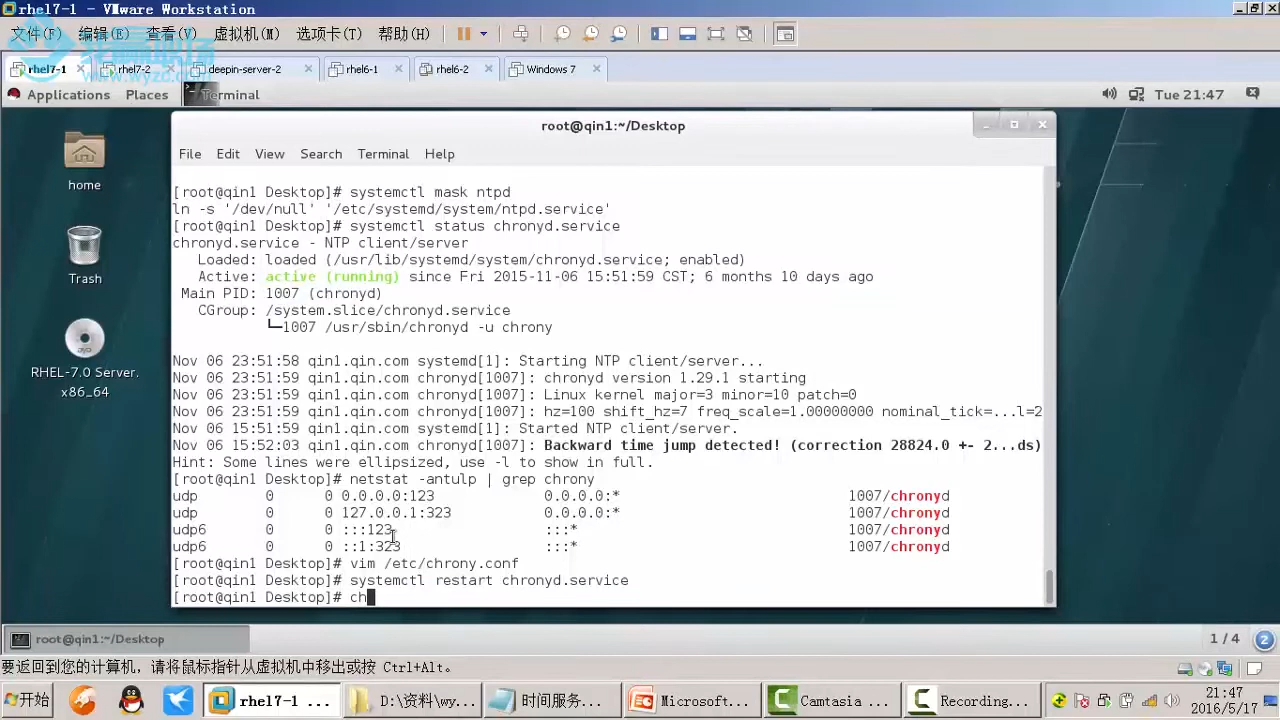 rhel7-1 - VMware Workstation
文件(F) 编辑(E) 查看(V) 虚拟机(M) 选项卡(T) 帮助(H)
rhel7-1 rhel7-2 deepin-server-2 rhel6-1 rhel6-2 Windows 7
Applications Places Terminal Tue 21:47
root@qin1:~/Desktop
File Edit View Search Terminal Help
home
Trash
RHEL-7.0 Server.
x86_64
[root@qin1 Desktop]# systemctl mask ntpd
ln -s '/dev/null' '/etc/systemd/system/ntpd.service'
[root@qin1 Desktop]# systemctl status chronyd.service
chronyd.service - NTP client/server
Loaded: loaded (/usr/lib/systemd/system/chronyd.service; enabled)
Active: active (running) since Fri 2015-11-06 15:51:59 CST; 6 months 10 days ago
Main PID: 1007 (chronyd)
CGroup: /system.slice/chronyd.service
└─1007 /usr/sbin/chronyd -u chrony
Nov 06 23:51:58 qin1.qin.com systemd[1]: Starting NTP client/server...
Nov 06 23:51:59 qin1.qin.com chronyd[1007]: chronyd version 1.29.1 starting
Nov 06 23:51:59 qin1.qin.com chronyd[1007]: Linux kernel major=3 minor=10 patch=0
Nov 06 23:51:59 qin1.qin.com chronyd[1007]: hz=100 shift_hz=7 freq_scale=1.00000000 nominal_tick=...l=2
Nov 06 15:51:59 qin1.qin.com systemd[1]: Started NTP client/server.
Nov 06 15:52:03 qin1.qin.com chronyd[1007]: Backward time jump detected! (correction 28824.0 +- 2...ds)
Hint: Some lines were ellipsized, use -l to show in full.
[root@qin1 Desktop]# netstat -antulp | grep chrony
udp 0 0 0.0.0.0:123 0.0.0.0:* 1007/chronyd
udp 0 0 127.0.0.1:323 0.0.0.0:* 1007/chronyd
udp6 0 0 :::123 :::* 1007/chronyd
udp6 0 0 ::1:323 :::* 1007/chronyd
[root@qin1 Desktop]# vim /etc/chrony.conf
[root@qin1 Desktop]# systemctl restart chronyd.service
[root@qin1 Desktop]# ch
root@qin1:~/Desktop 1 / 4 2
要返回到您的计算机，请将鼠标指针从虚拟机中移出或按 Ctrl+Alt。
开始 rhel7-1 ... D:\资料\wy... 时间服务... Microsoft... Camtasia ... Recording... 21:47
2016/5/17